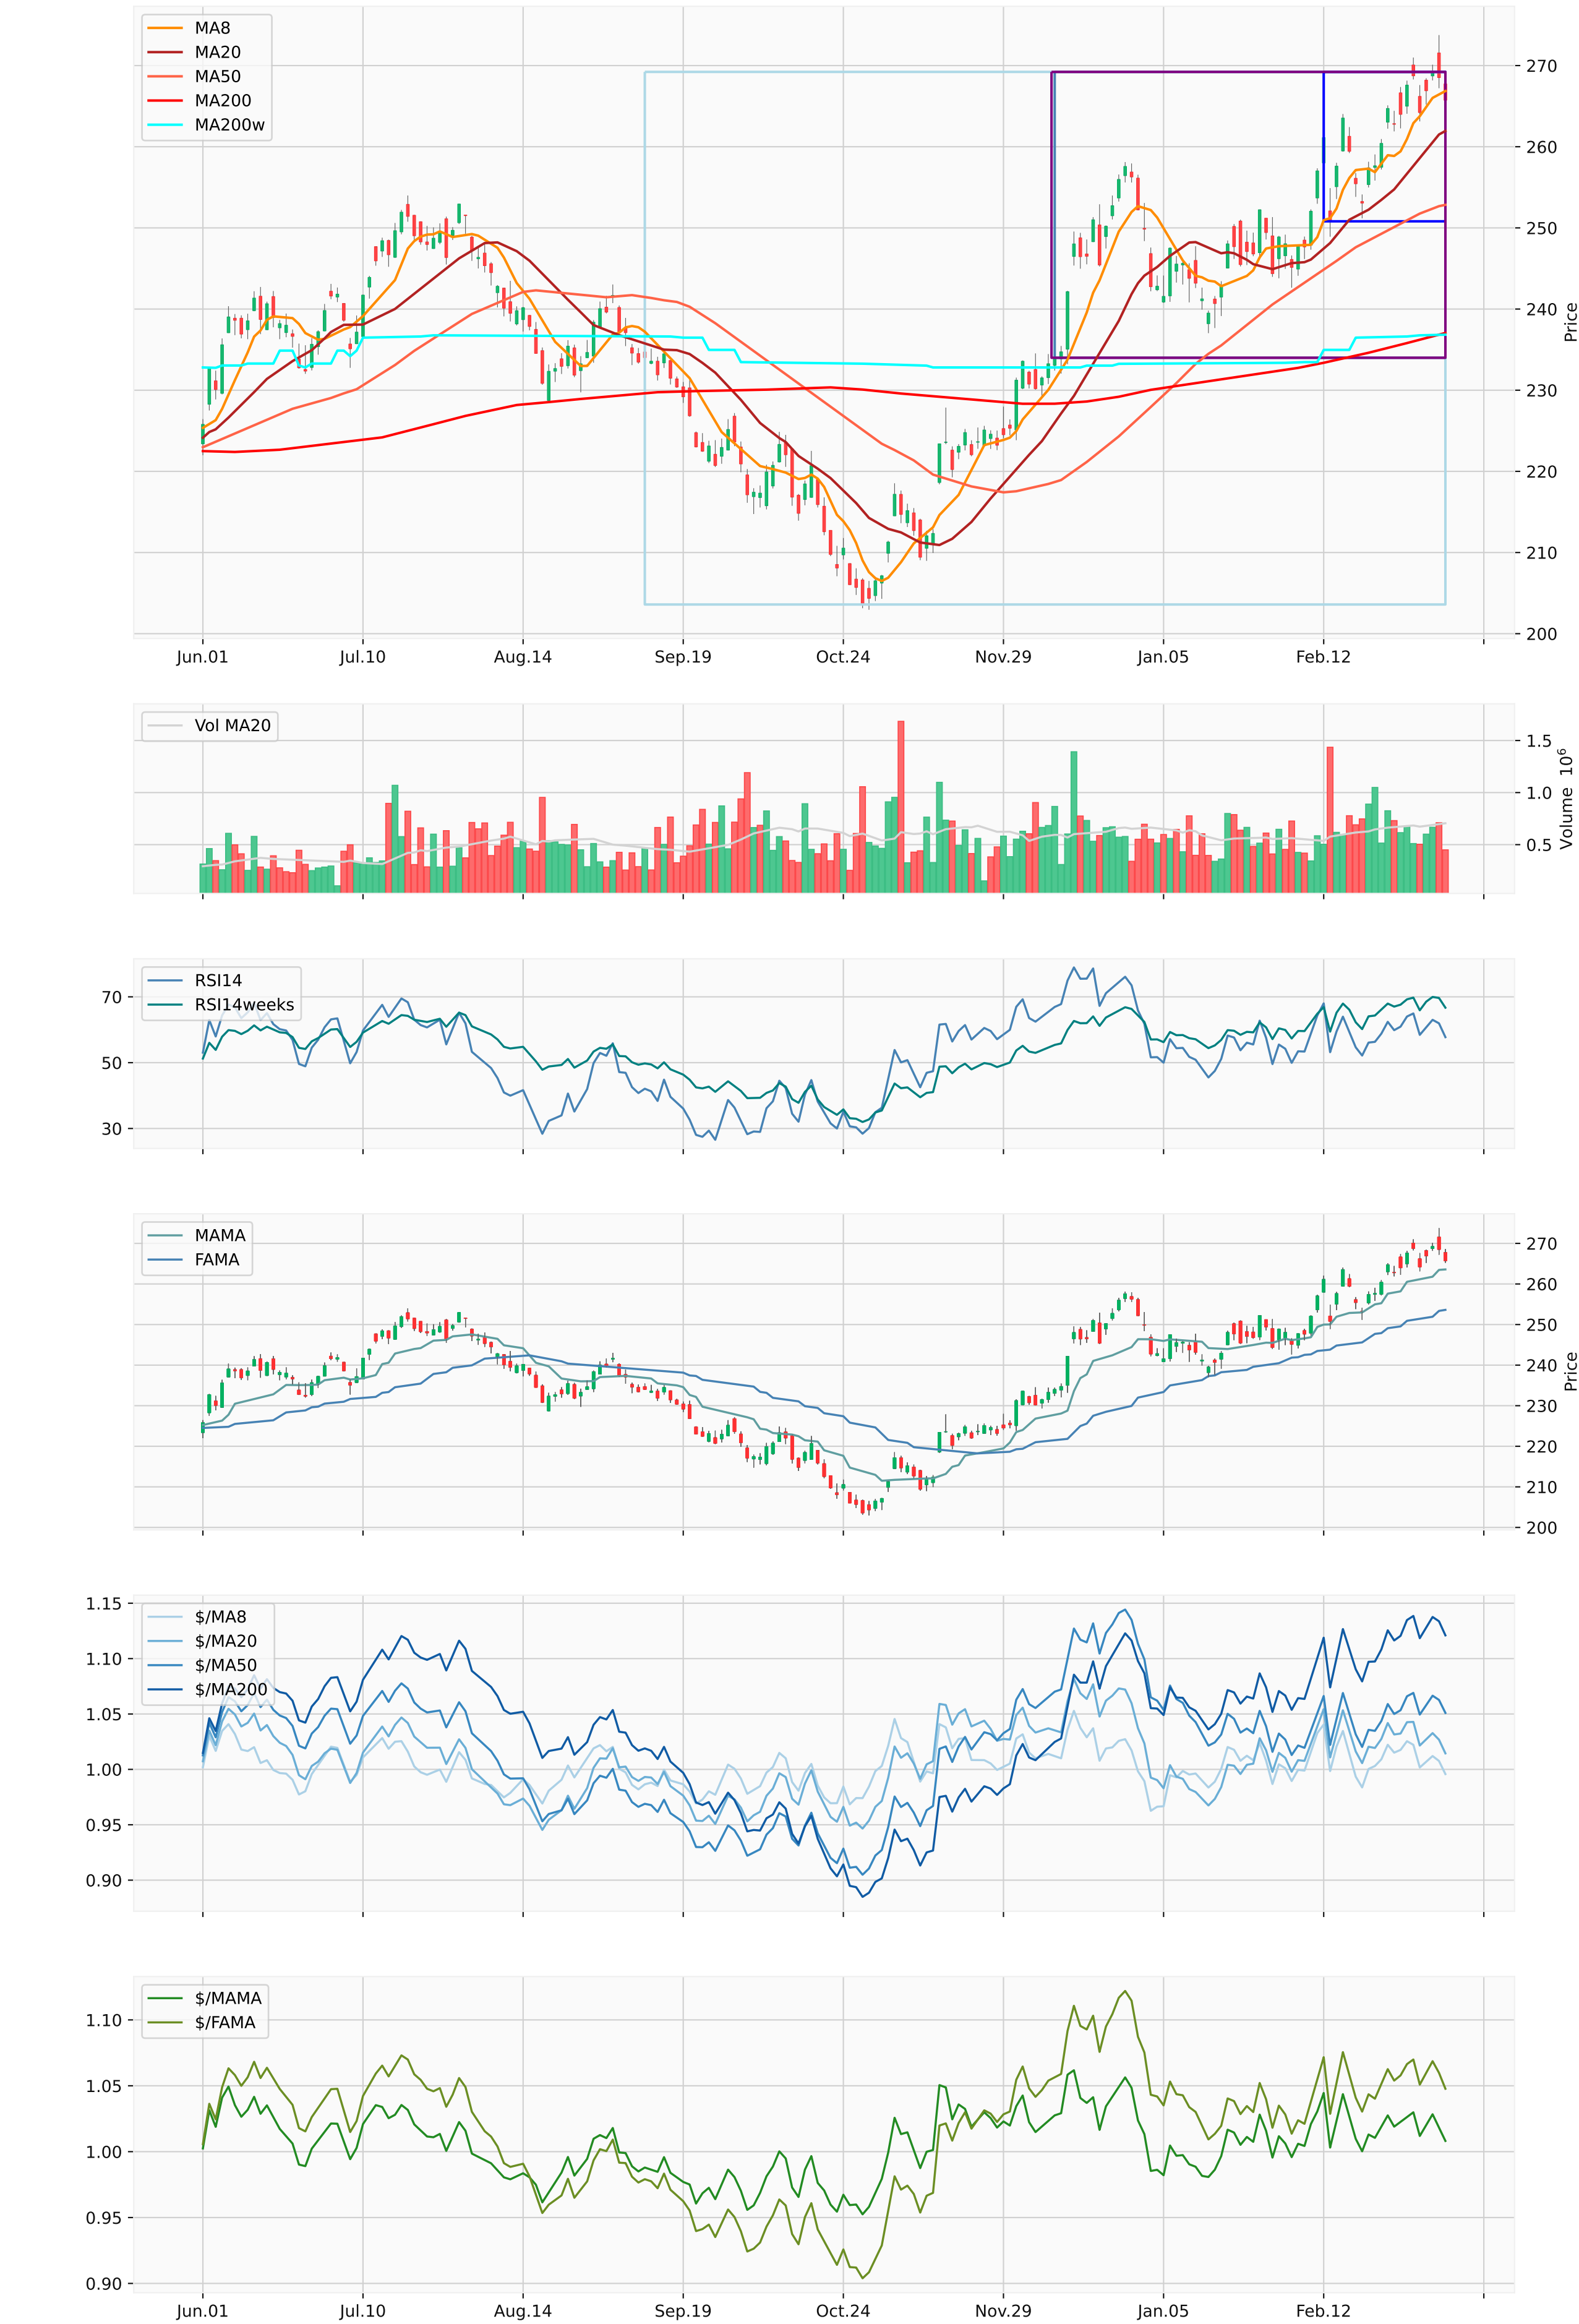 MA8
MA20
MA50
MA200
MA200w
270
260
250
240
230
220
210
200
Price
Jun.01 Jul.10 Aug.14 Sep.19 Oct.24 Nov.29 Jan.05 Feb.12
Vol MA20
1.5
1.0
0.5
Volume 10^6
RSI14
RSI14weeks
70
50
30
MAMA
FAMA
270
260
250
240
230
220
210
200
Price
1.15
1.10
1.05
1.00
0.95
0.90
$/MA8
$/MA20
$/MA50
$/MA200
$/MAMA
$/FAMA
1.10
1.05
1.00
0.95
0.90
Jun.01 Jul.10 Aug.14 Sep.19 Oct.24 Nov.29 Jan.05 Feb.12